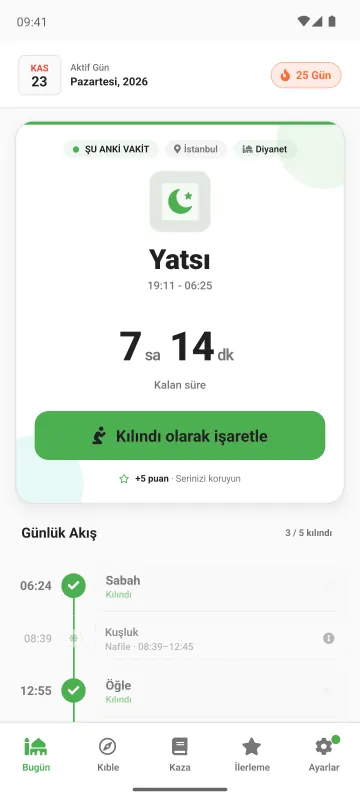 09:41
KAS
23
Aktif Gün
Pazartesi, 2026
25 Gün
ŞU ANKİ VAKİT
İstanbul
Diyanet
Yatsı
19:11 - 06:25
7 sa 14 dk
Kalan süre
Kılındı olarak işaretle
+5 puan · Serinizi koruyun
Günlük Akış
3 / 5 kılındı
06:24
Sabah
Kılındı
08:39
Kuşluk
Nafile · 08:39–12:45
12:55
Öğle
Kılındı
Bugün
Kıble
Kaza
İlerleme
Ayarlar